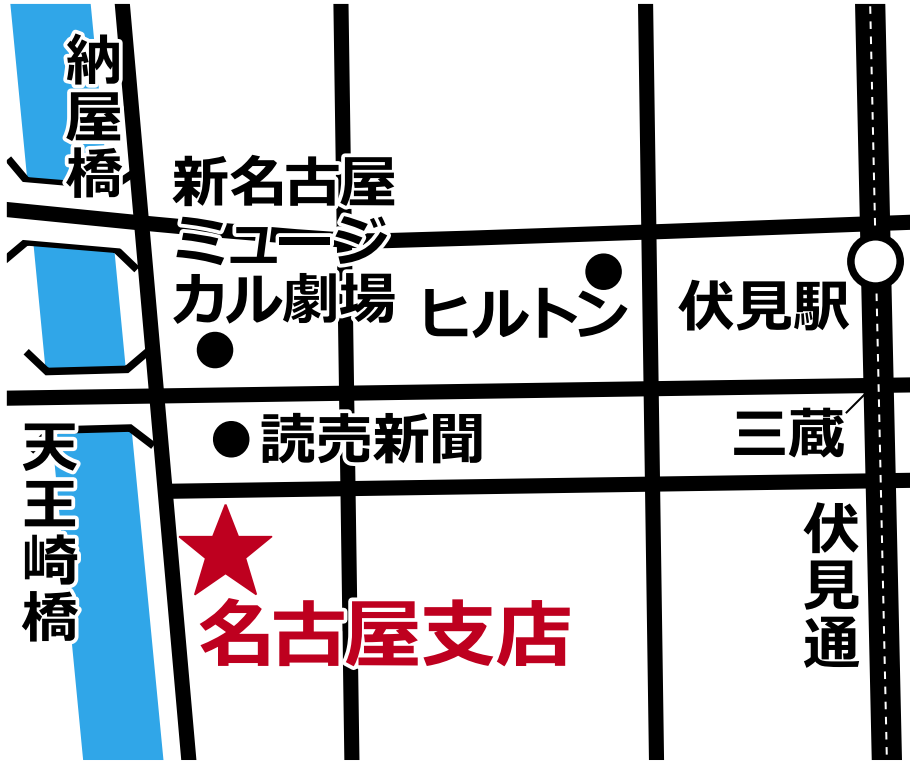 納屋橋
新名古屋
ミュージ
カル劇場
ヒルトン
伏見駅
読売新聞
三蔵
天王崎橋
伏見通
名古屋支店